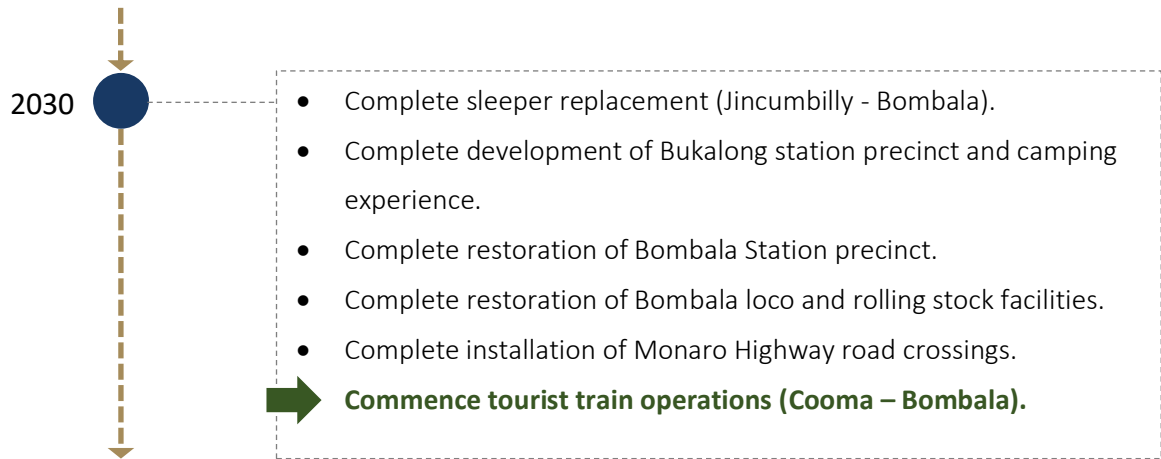 2030
• Complete sleeper replacement (Jincumbilly - Bombala).
• Complete development of Bukalong station precinct and camping
experience.
• Complete restoration of Bombala Station precinct.
• Complete restoration of Bombala loco and rolling stock facilities.
• Complete installation of Monaro Highway road crossings.
Commence tourist train operations (Cooma – Bombala).